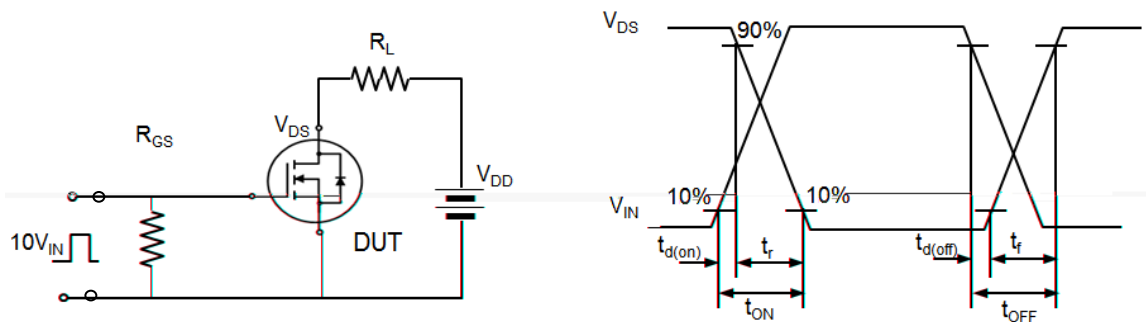 R_L
R_GS
V_DS
V_DD
10V_IN
DUT
V_DS
90%
V_IN
10%
10%
t_d(on)
t_r
t_d(off)
t_f
t_ON
t_OFF